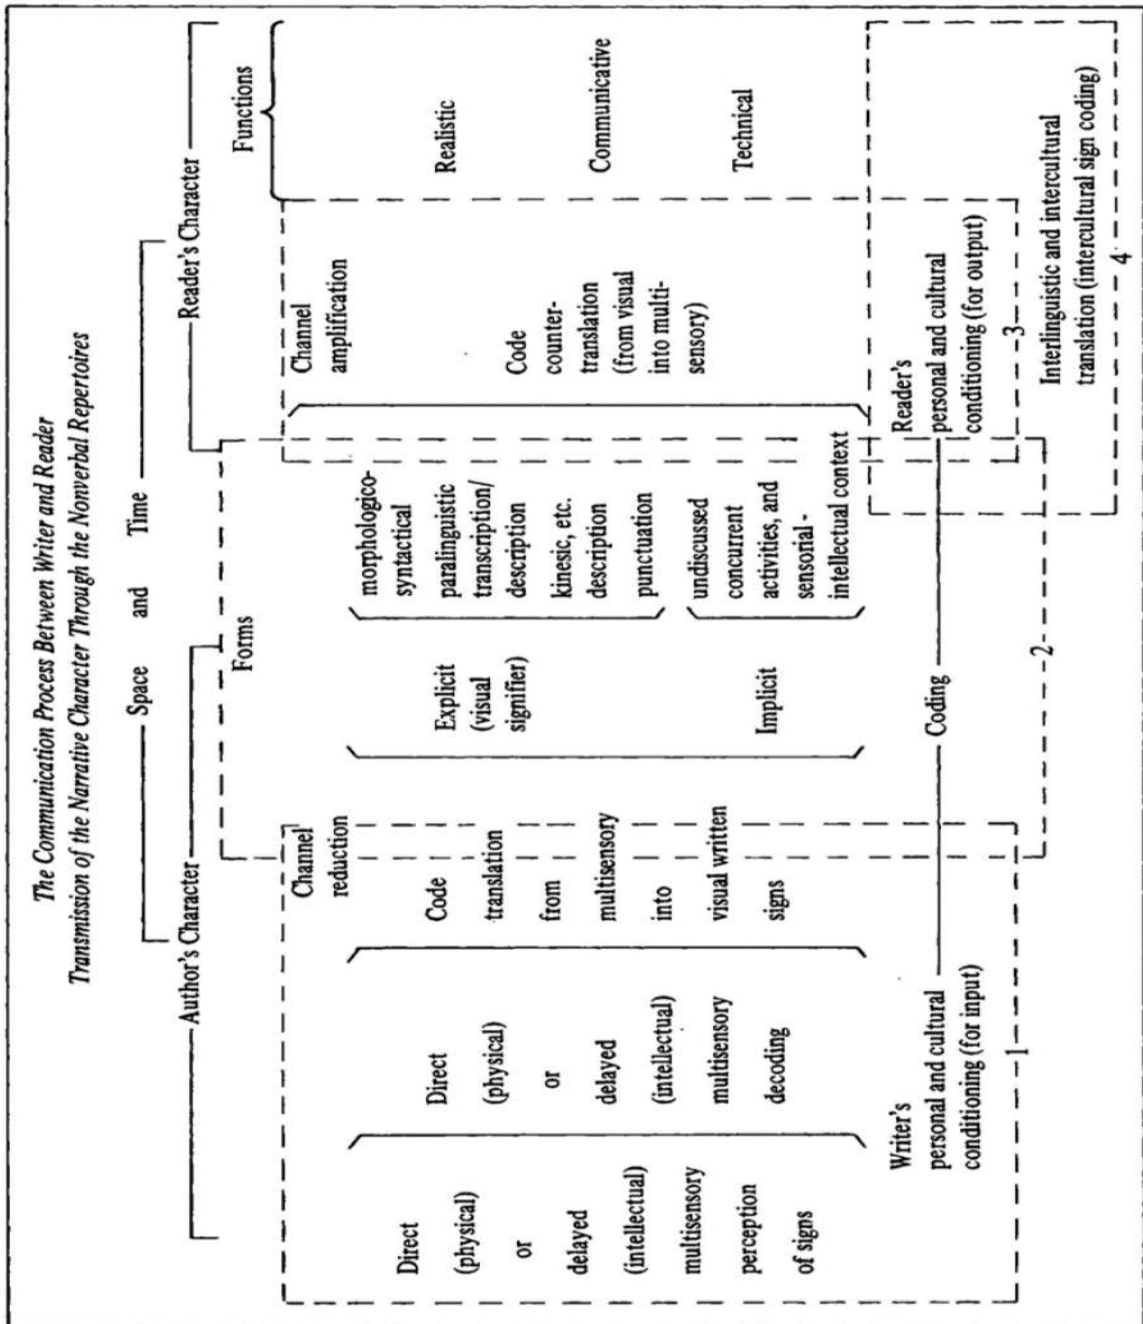 The Communication Process Between Writer and Reader
Transmission of the Narrative Character Through the Nonverbal Repertoires
Space and Time
Author's Character
Reader's Character
Forms
Functions
Direct
(physical)
or
delayed
(intellectual)
multisensory
perception
of signs
Direct
(physical)
or
delayed
(intellectual)
multisensory
decoding
Channel
reduction
Code
translation
from
multisensory
into
visual written
signs
Explicit
(visual
signifier)
Implicit
morphologico-
syntactical
paralinguistic
transcription/
description
kinesic, etc.
description
punctuation
undiscussed
concurrent
activities, and
sensorial-
intellectual context
Channel
amplification
Code
counter-
translation
(from visual
into multi-
sensory)
Realistic
Communicative
Technical
Writer's
personal and cultural
conditioning (for input)
Coding
Reader's
personal and cultural
conditioning (for output)
1
2
3
Interlinguistic and intercultural
translation (intercultural sign coding)
4